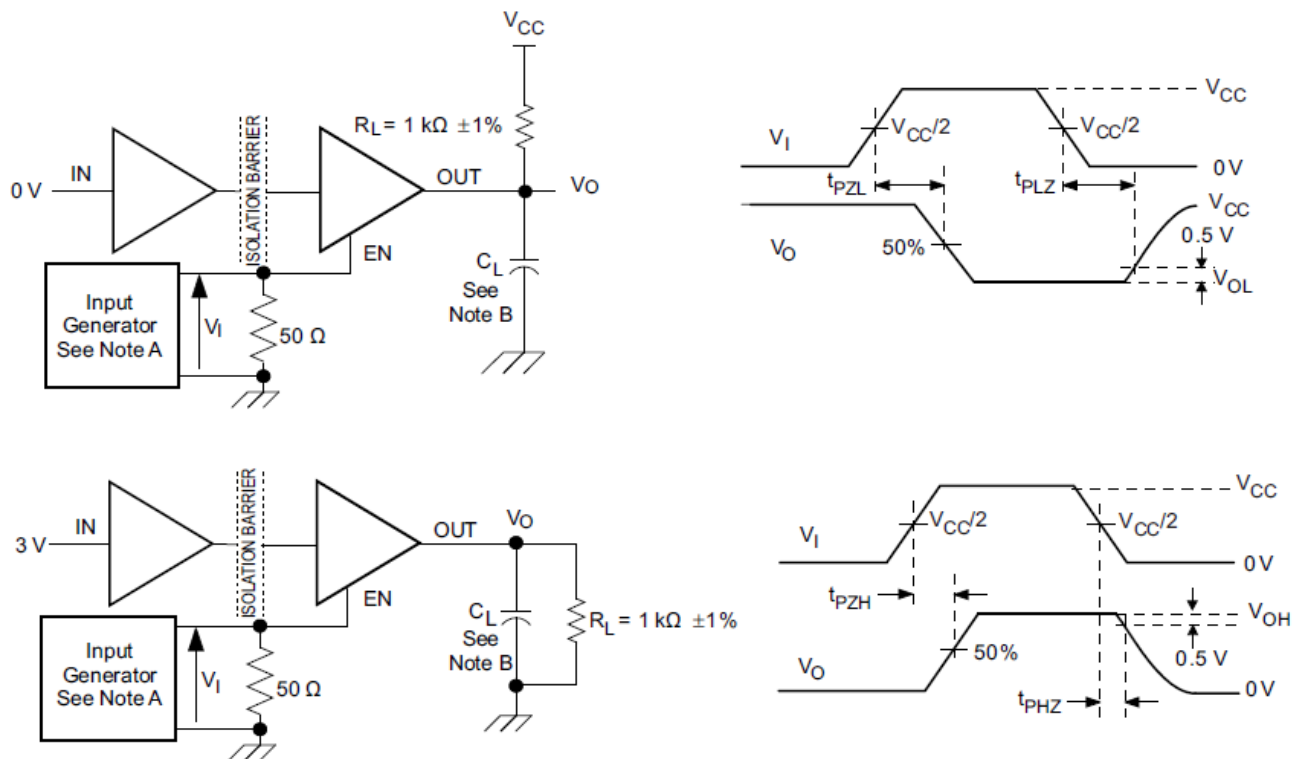 VCC
RL = 1 kΩ ±1%
ISOLATION BARRIER
0 V
IN
OUT
VO
EN
CL
See
Note B
Input
Generator
See Note A
VI
50 Ω
VCC
VI
VCC/2
VCC/2
0 V
tPZL
tPLZ
VCC
0.5 V
VO
50%
VOL
ISOLATION BARRIER
3 V
IN
OUT
VO
EN
CL
See
Note B
RL = 1 kΩ ±1%
Input
Generator
See Note A
VI
50 Ω
VCC
VI
VCC/2
VCC/2
0 V
tPZH
VOH
0.5 V
50%
VO
0 V
tPHZ